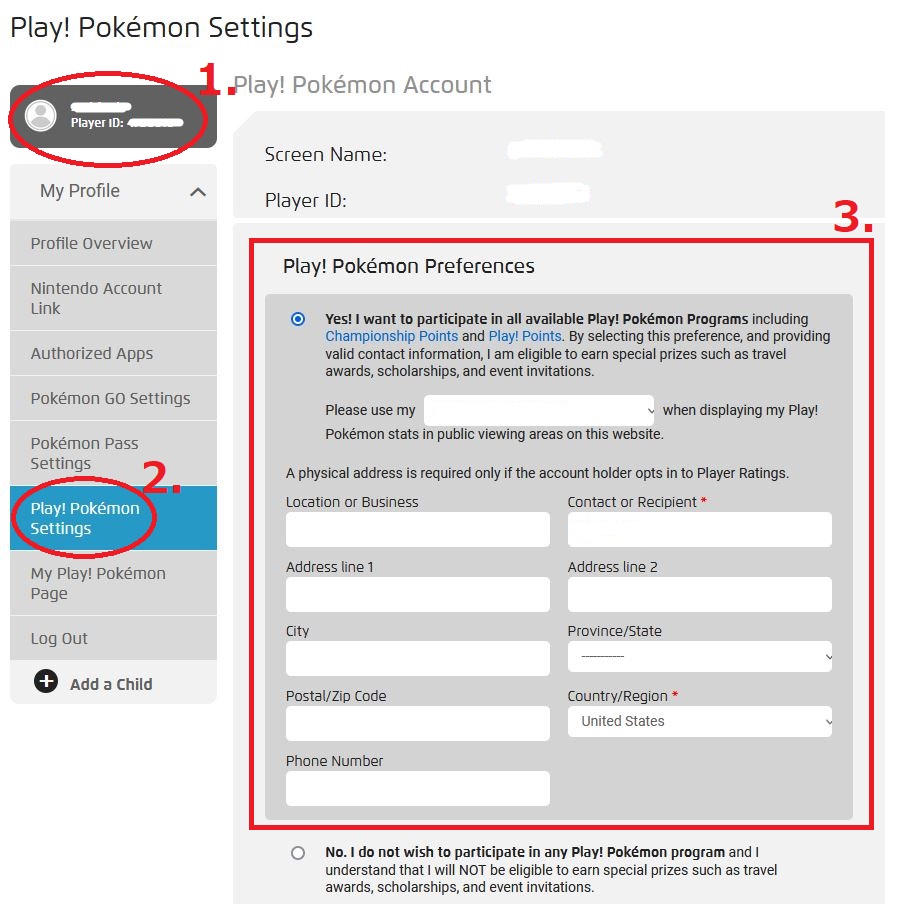 Play! Pokémon Settings
1.
Player ID:
My Profile
Profile Overview
Nintendo Account
Link
Authorized Apps
Pokémon GO Settings
Pokémon Pass
Settings
2.
Play! Pokémon
Settings
My Play! Pokémon
Page
Log Out
Add a Child
Play! Pokémon Account
Screen Name:
Player ID:
3.
Play! Pokémon Preferences
Yes! I want to participate in all available Play! Pokémon Programs including
Championship Points and Play! Points. By selecting this preference, and providing
valid contact information, I am eligible to earn special prizes such as travel
awards, scholarships, and event invitations.
Please use my when displaying my Play!
Pokémon stats in public viewing areas on this website.
A physical address is required only if the account holder opts in to Player Ratings.
Location or Business Contact or Recipient *
Address line 1 Address line 2
City Province/State
-----------
Postal/Zip Code Country/Region *
United States
Phone Number
No. I do not wish to participate in any Play! Pokémon program and I
understand that I will NOT be eligible to earn special prizes such as travel
awards, scholarships, and event invitations.